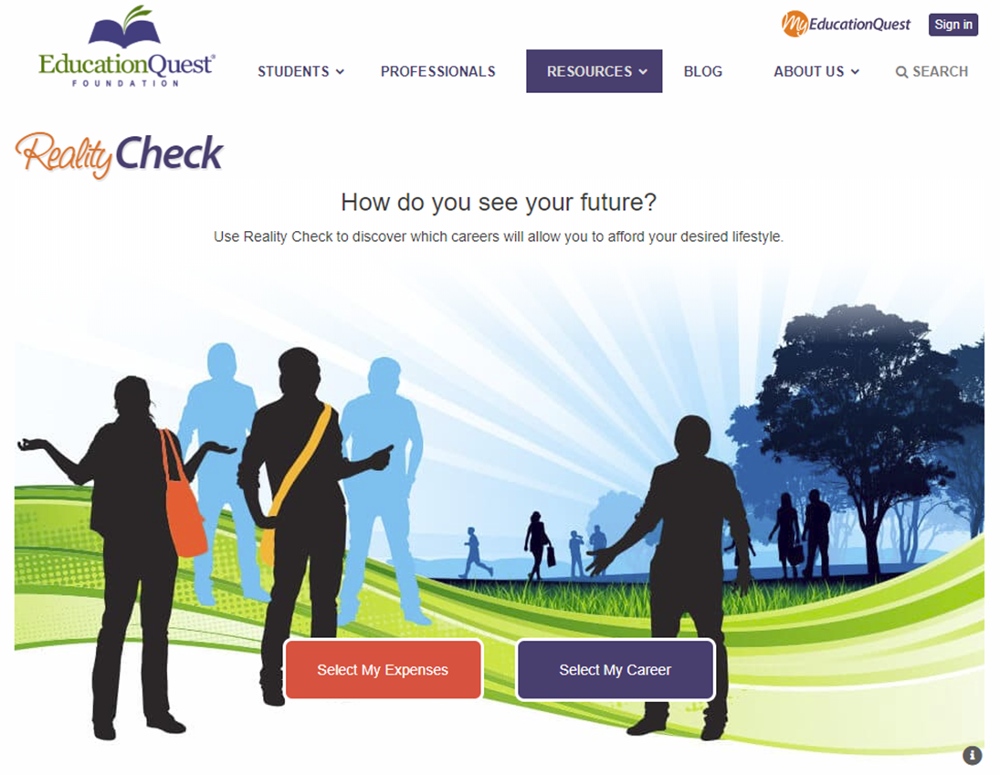 My EducationQuest
Sign in
EducationQuest®
FOUNDATION
STUDENTS
PROFESSIONALS
RESOURCES
BLOG
ABOUT US
SEARCH
Reality Check
How do you see your future?
Use Reality Check to discover which careers will allow you to afford your desired lifestyle.
Select My Expenses
Select My Career
i